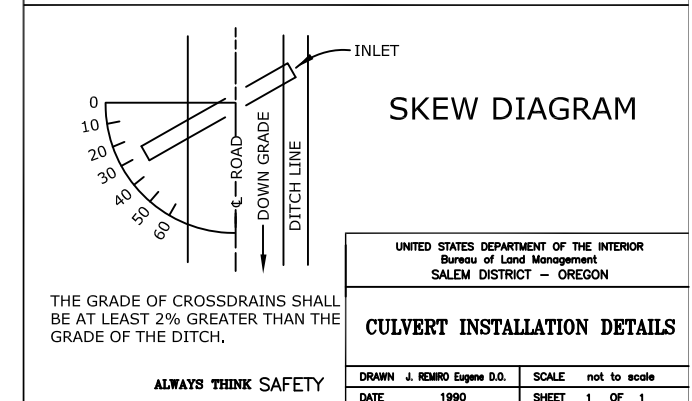 INLET
SKEW DIAGRAM
0
10
20
30
40
50
60
℄ ROAD
DOWN GRADE
DITCH LINE
UNITED STATES DEPARTMENT OF THE INTERIOR
Bureau of Land Management
SALEM DISTRICT – OREGON
THE GRADE OF CROSSDRAINS SHALL
BE AT LEAST 2% GREATER THAN THE
GRADE OF THE DITCH.
CULVERT INSTALLATION DETAILS
ALWAYS THINK SAFETY
DRAWN J. REMIRO Eugene D.O. SCALE not to scale
DATE 1990 SHEET 1 OF 1